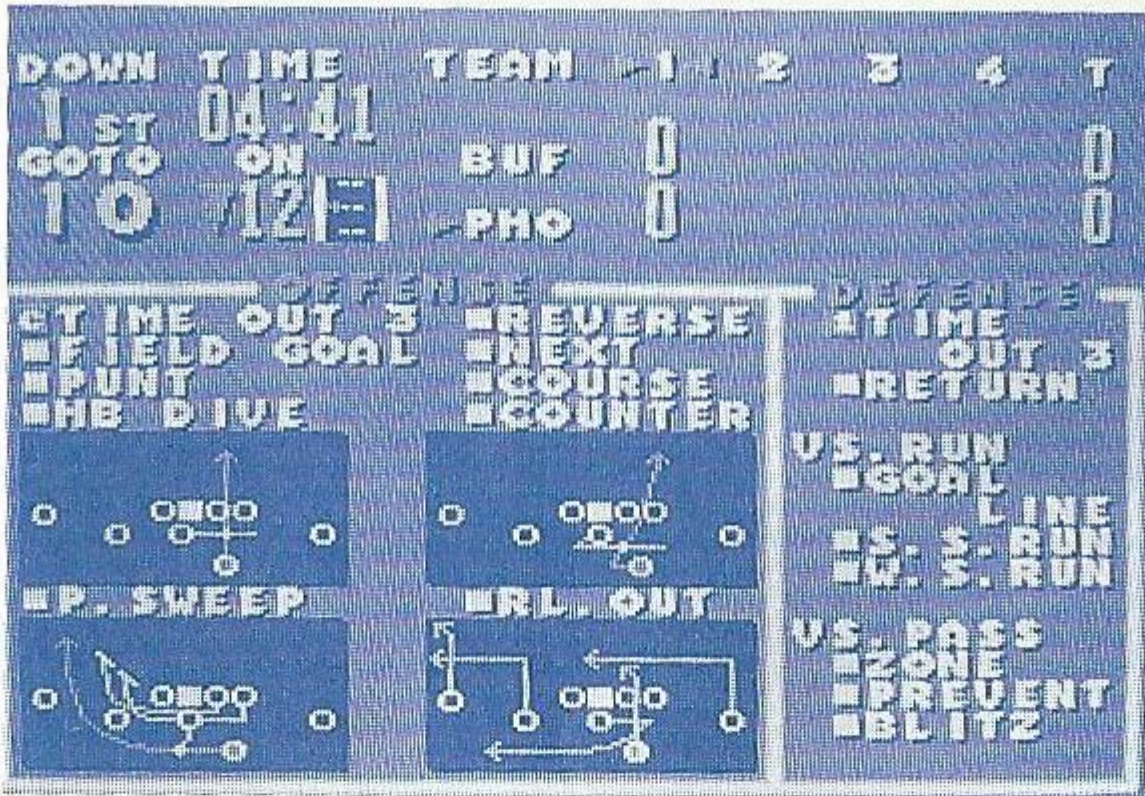 DOWN TIME TEAM 1 2 3 4 T
1 ST 04:41
GOTO ON BUF 0 0
10 12 PHO 0 0
OFFENCE DEFENCE
TIME OUT 3 REVERSE
FIELD GOAL NEXT
PUNT COURSE
HB DIVE COUNTER
P. SWEEP RL. OUT
TIME
OUT 3
RETURN
VS. RUN
GOAL
LINE
S. S. RUN
W. S. RUN
VS. PASS
ZONE
PREVENT
BLITZ